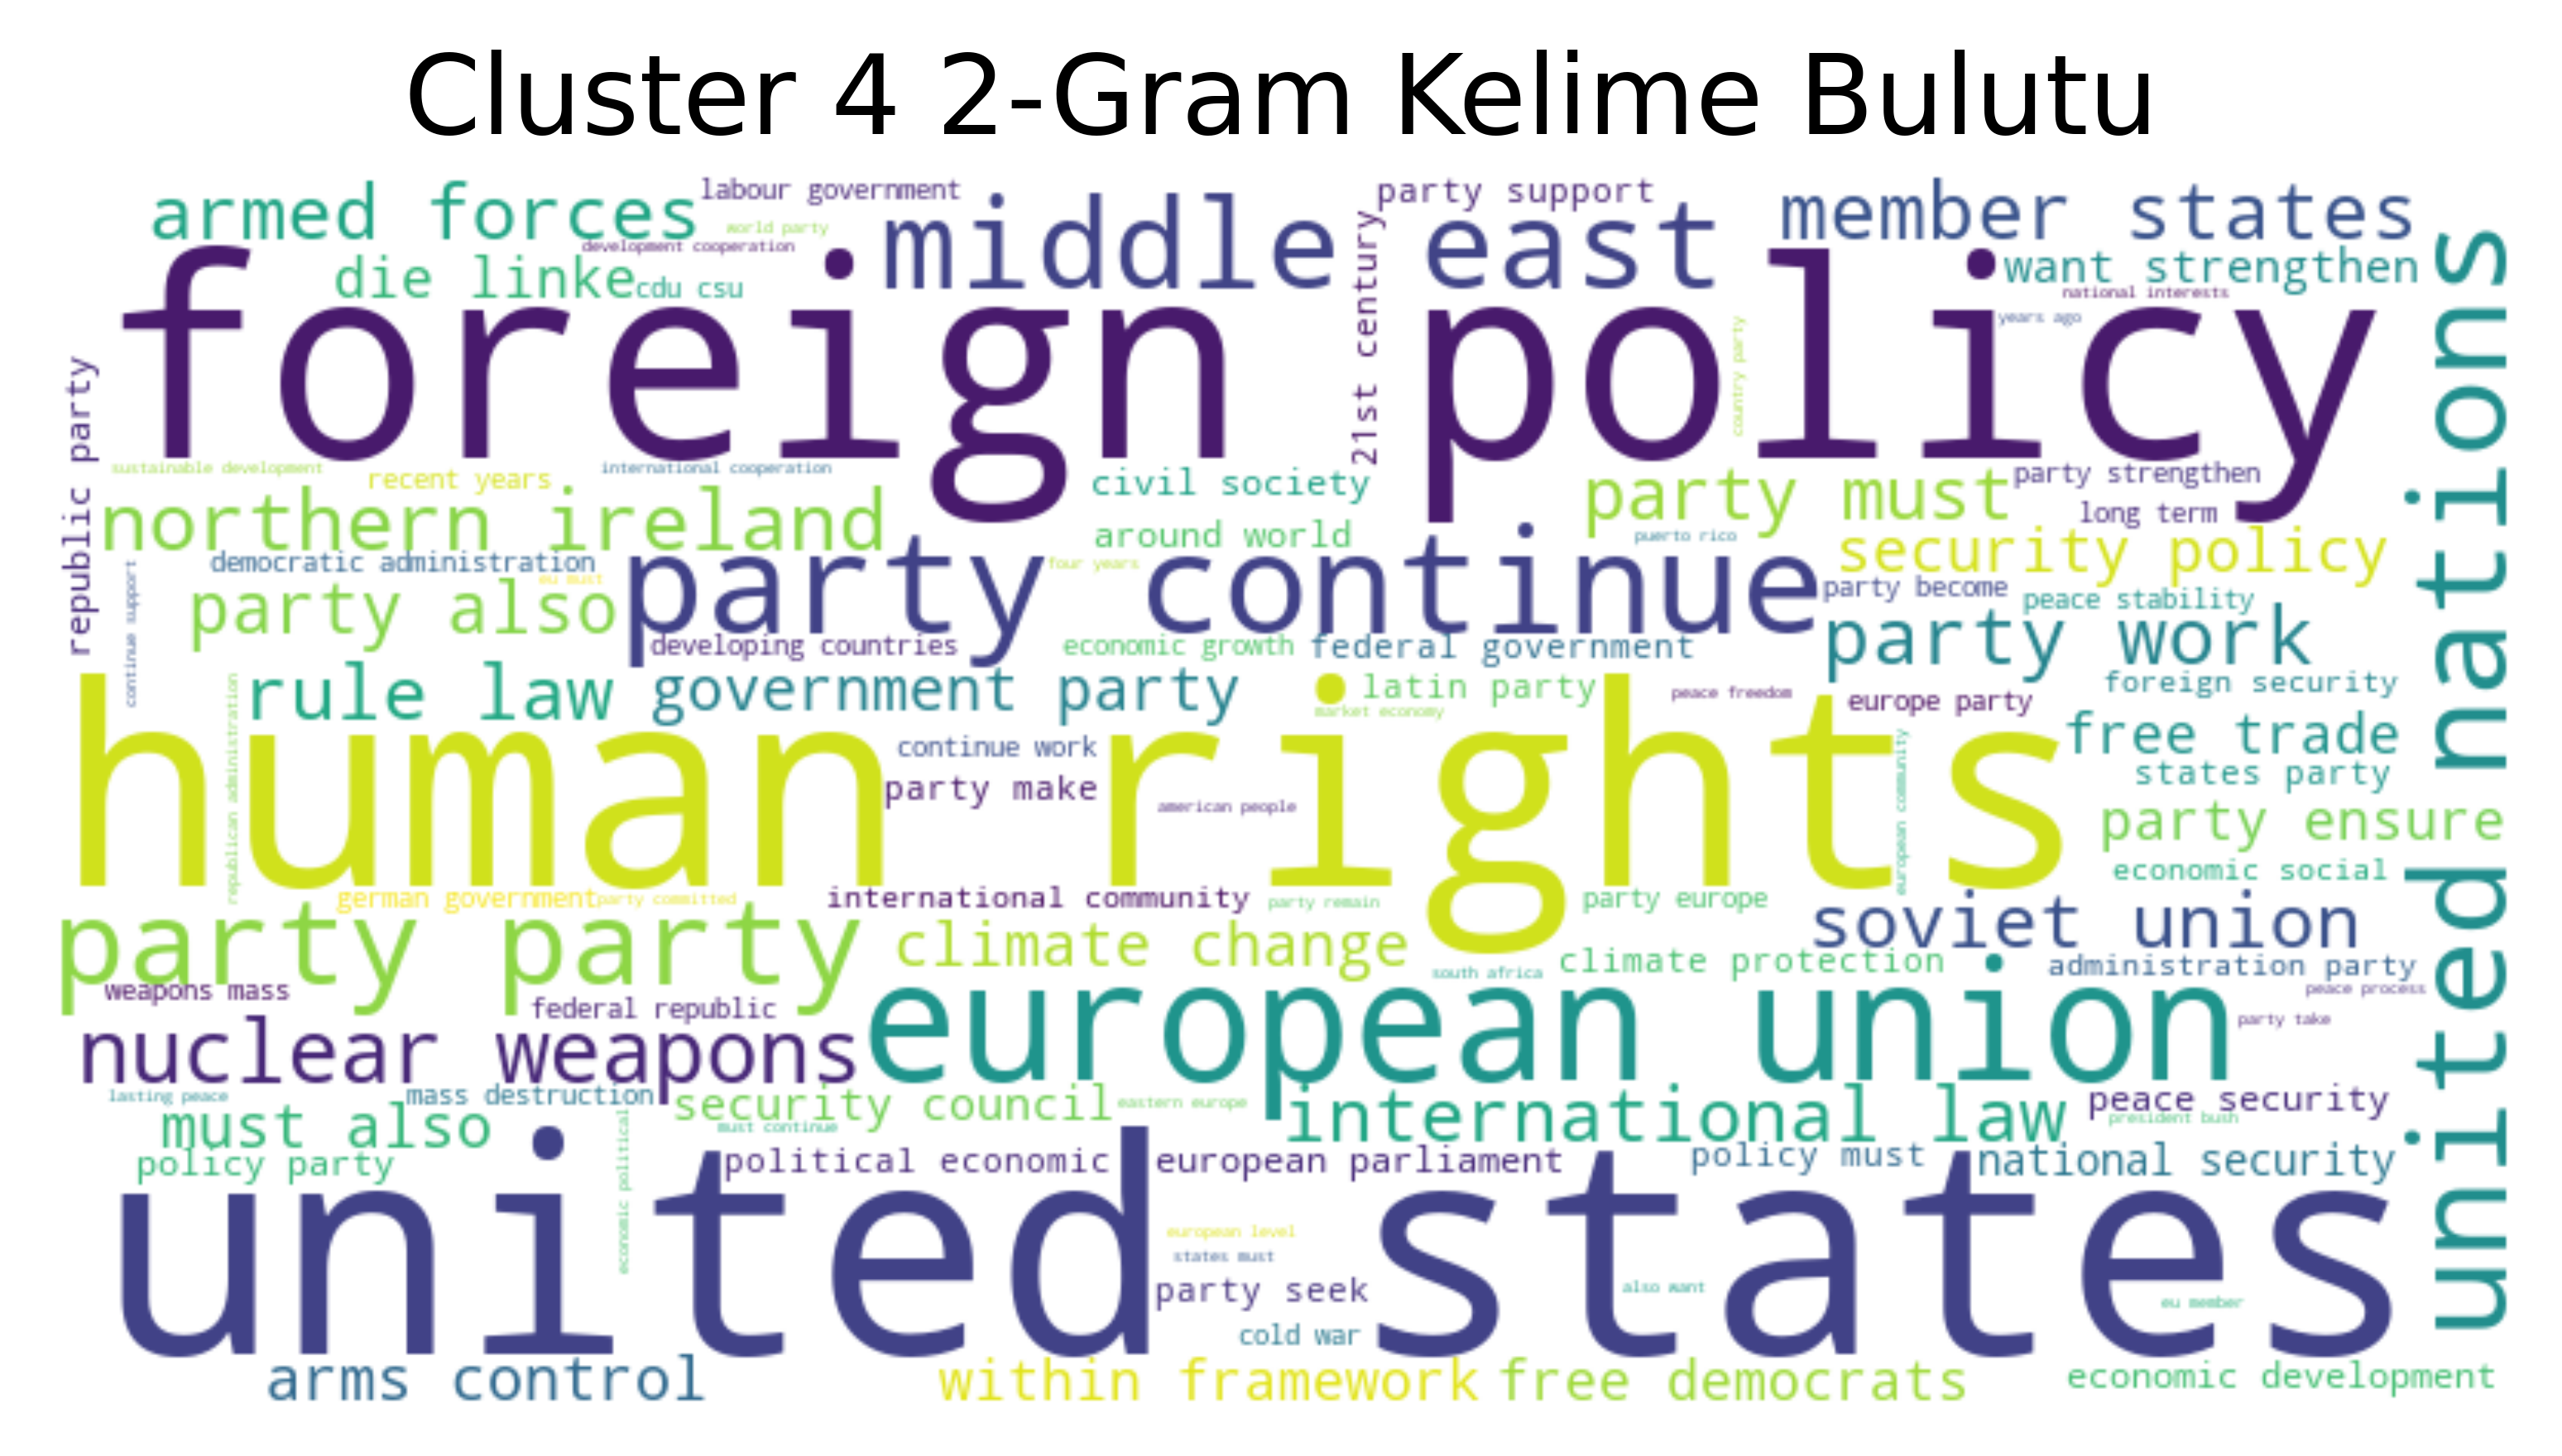 Cluster 4 2-Gram Kelime Bulutu
armed forces
labour government
world party
development cooperation
middle east
party support
member states
die linke
cdu csu
want strengthen
national interests
years ago
foreign policy
21st century
country party
united nations
republic party
sustainable development
recent years
international cooperation
civil society
party must
party strengthen
long term
northern ireland
around world
puerto rico
security policy
democratic administration
eu must
party continue
four years
party become
peace stability
continue support
party also
developing countries
economic growth
federal government
party work
rule law
government party
latin party
market economy
peace freedom
europe party
foreign security
republican administration
human rights
continue work
party make
american people
european community
free trade
states party
party ensure
economic social
german government
party committed
international community
party remain
party europe
soviet union
party party
climate change
south africa
climate protection
administration party
peace process
weapons mass
federal republic
party take
nuclear weapons
european union
lasting peace
mass destruction
security council
eastern europe
international law
peace security
president bush
must also
must continue
economic political
policy party
political economic
european parliament
policy must
national security
united states
european level
states must
party seek
also want
eu member
cold war
arms control
within framework
free democrats
economic development